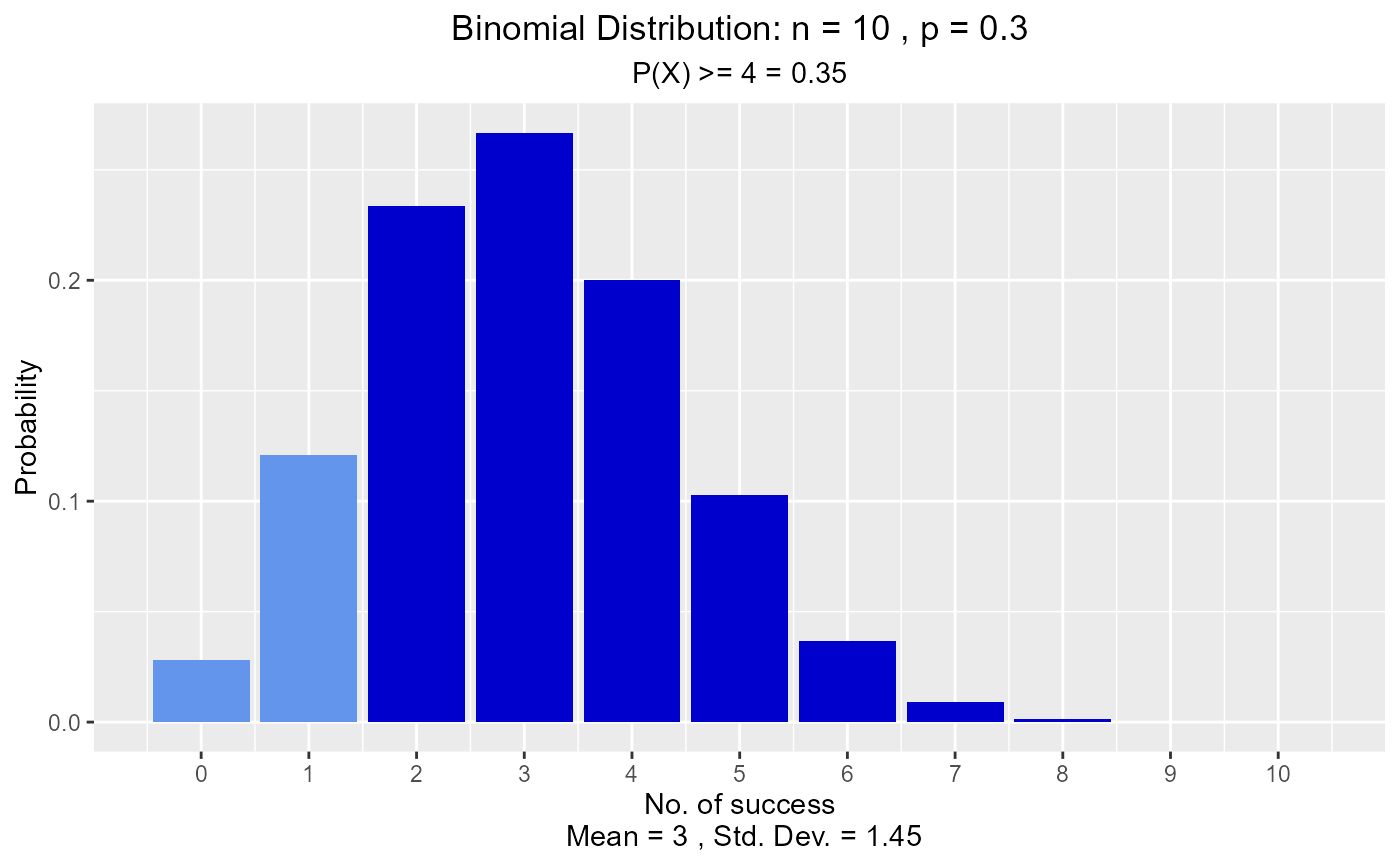 Binomial Distribution: n = 10 , p = 0.3
P(X) >= 4 = 0.35
Probability
0.2
0.1
0.0
0 1 2 3 4 5 6 7 8 9 10
No. of success
Mean = 3 , Std. Dev. = 1.45